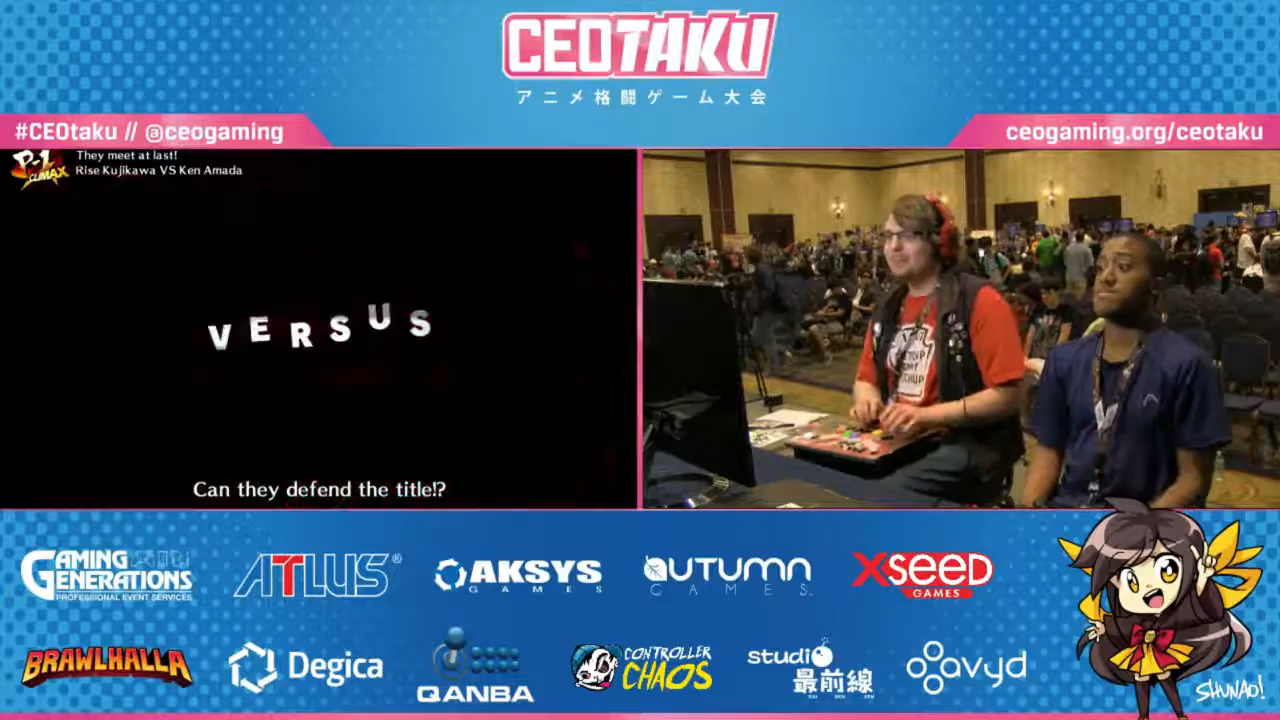 CEOTAKU
アニメ格闘ゲーム大会
#CEOtaku // @ceogaming
ceogaming.org/ceotaku
P-1
CLIMAX
They meet at last!
Rise Kujikawa VS Ken Amada
VERSUS
Can they defend the title!?
GAMING
GENERATIONS
PROFESSIONAL EVENT SERVICES
ATLUS®
AKSYS
GAMES
AUTUMN
GAMES
XSEED
GAMES
BRAWLHALLA
Degica
QANBA
CONTROLLER
CHAOS
studio
最前線
avyd
SHUNAO!